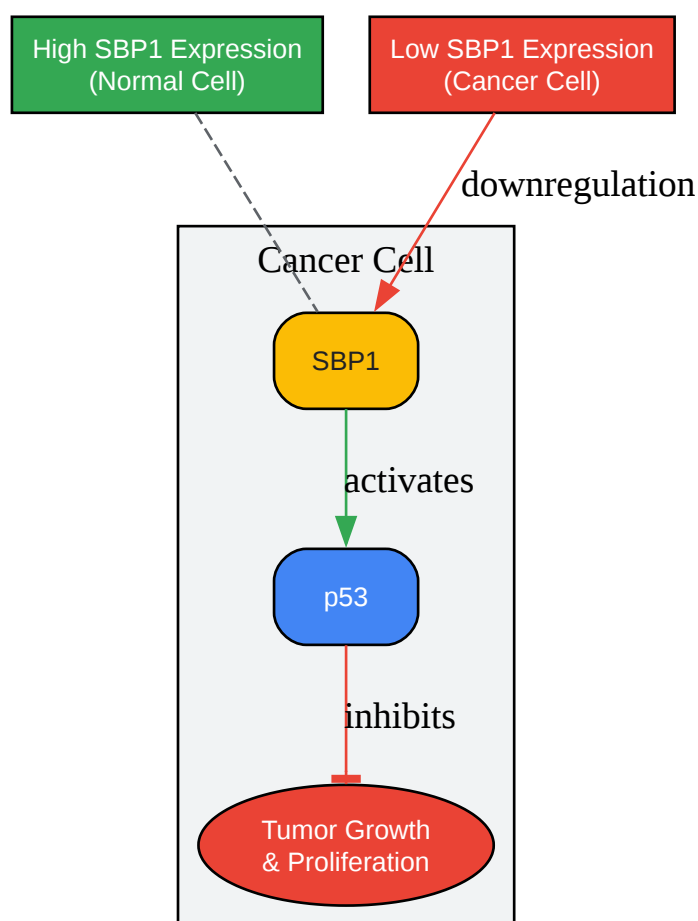 High SBP1 Expression
(Normal Cell)
Low SBP1 Expression
(Cancer Cell)
downregulation
Cancer Cell
SBP1
activates
p53
inhibits
Tumor Growth
& Proliferation